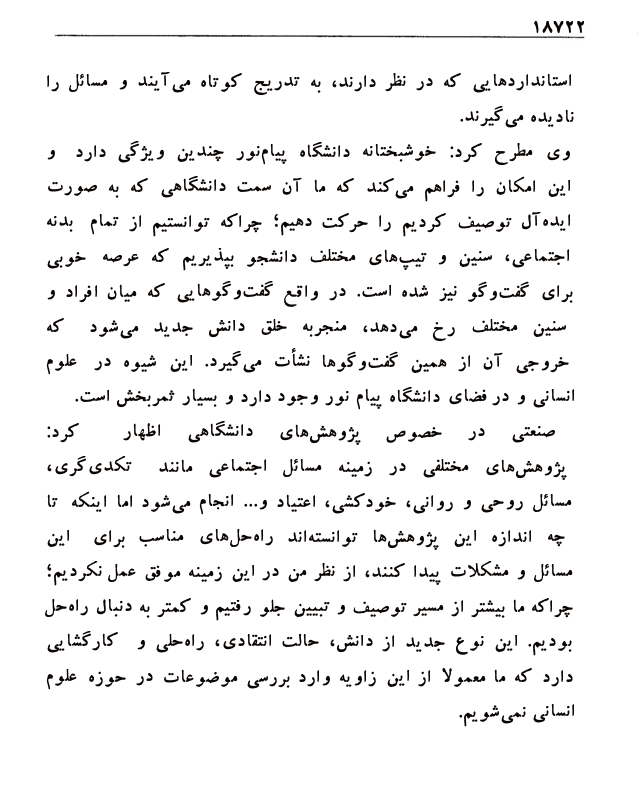 ۱۸۷۲۲
استانداردهایی که در نظر دارند، به تدریج کوتاه می‌آیند و مسائل را
نادیده می‌گیرند.
وی مطرح کرد: خوشبختانه دانشگاه پیام‌نور چندین ویژگی دارد و
این امکان را فراهم می‌کند که ما آن سمت دانشگاهی که به صورت
ایده‌آل توصیف کردیم را حرکت دهیم؛ چراکه توانستیم از تمام بدنه
اجتماعی، سنین و تیپ‌های مختلف دانشجو بپذیریم که عرصه خوبی
برای گفت‌وگو نیز شده است. در واقع گفت‌وگوهایی که میان افراد و
سنین مختلف رخ می‌دهد، منجربه خلق دانش جدید می‌شود که
خروجی آن از همین گفت‌وگوها نشأت می‌گیرد. این شیوه در علوم
انسانی و در فضای دانشگاه پیام نور وجود دارد و بسیار ثمربخش است.
صنعتی در خصوص پژوهش‌های دانشگاهی اظهار کرد:
پژوهش‌های مختلفی در زمینه مسائل اجتماعی مانند تکدی‌گری،
مسائل روحی و روانی، خودکشی، اعتیاد و... انجام می‌شود اما اینکه تا
چه اندازه این پژوهش‌ها توانسته‌اند راه‌حل‌های مناسب برای این
مسائل و مشکلات پیدا کنند، از نظر من در این زمینه موفق عمل نکردیم؛
چراکه ما بیشتر از مسیر توصیف و تبیین جلو رفتیم و کمتر به دنبال راه‌حل
بودیم. این نوع جدید از دانش، حالت انتقادی، راه‌حلی و کارگشایی
دارد که ما معمولا از این زاویه وارد بررسی موضوعات در حوزه علوم
انسانی نمی‌شویم.